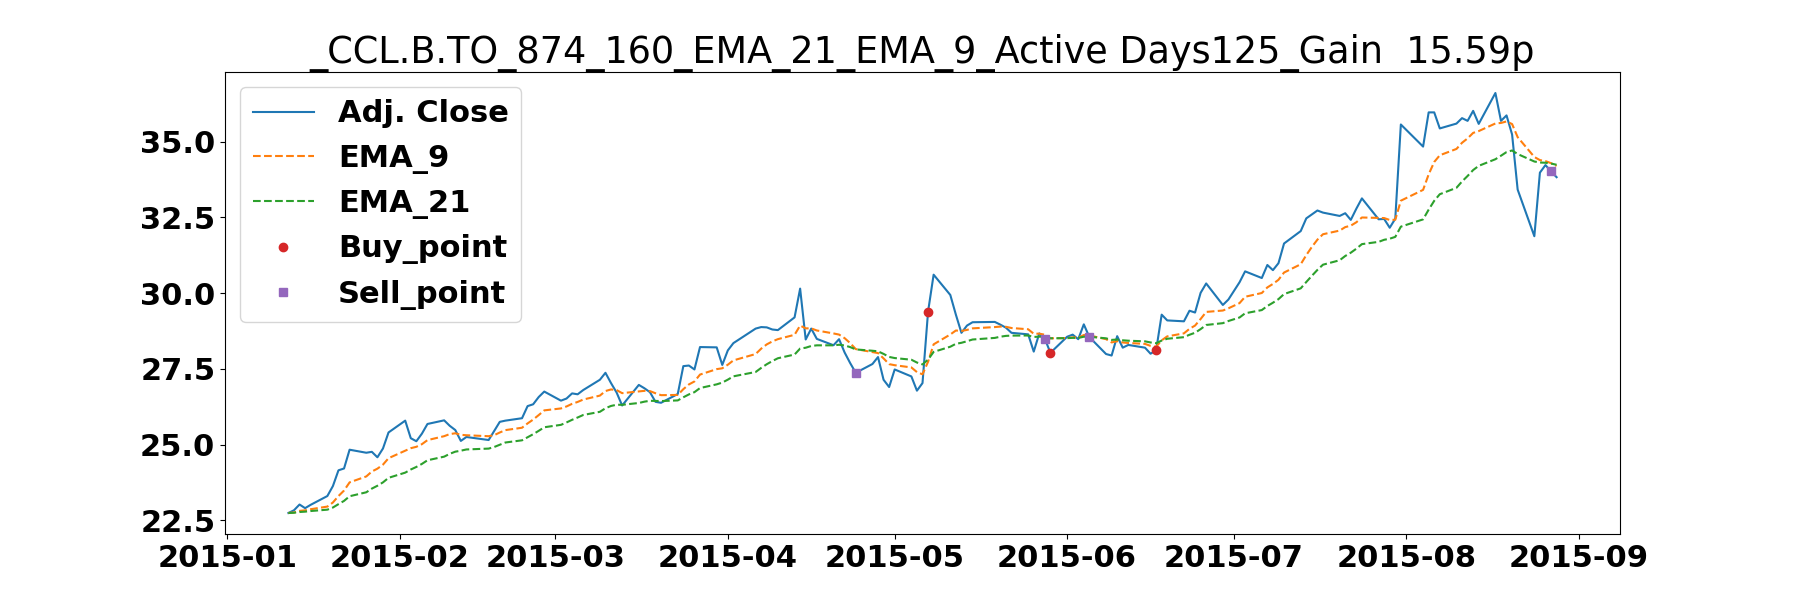 _CCL.B.TO_874_160_EMA_21_EMA_9_Active Days125_Gain  15.59p
Adj. Close
EMA_9
EMA_21
Buy_point
Sell_point
35.0
32.5
30.0
27.5
25.0
22.5
2015-01 2015-02 2015-03 2015-04 2015-05 2015-06 2015-07 2015-08 2015-09